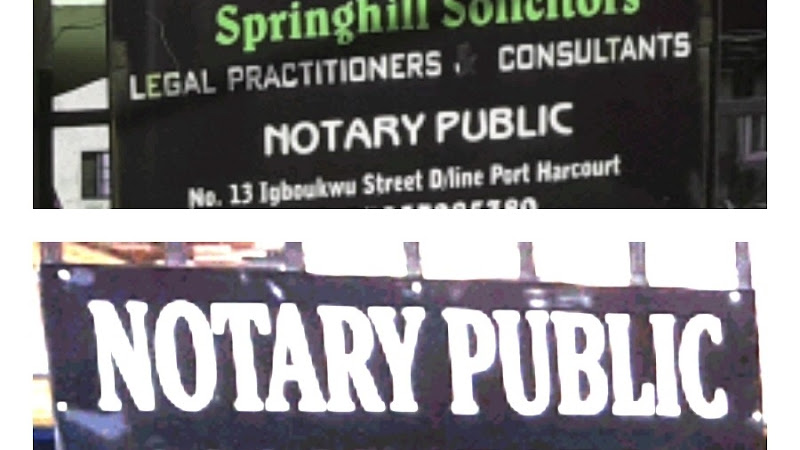 Springhill Solicitors
LEGAL PRACTITIONERS & CONSULTANTS
NOTARY PUBLIC
No. 13 Igboukwu Street D/line Port Harcourt
NOTARY PUBLIC